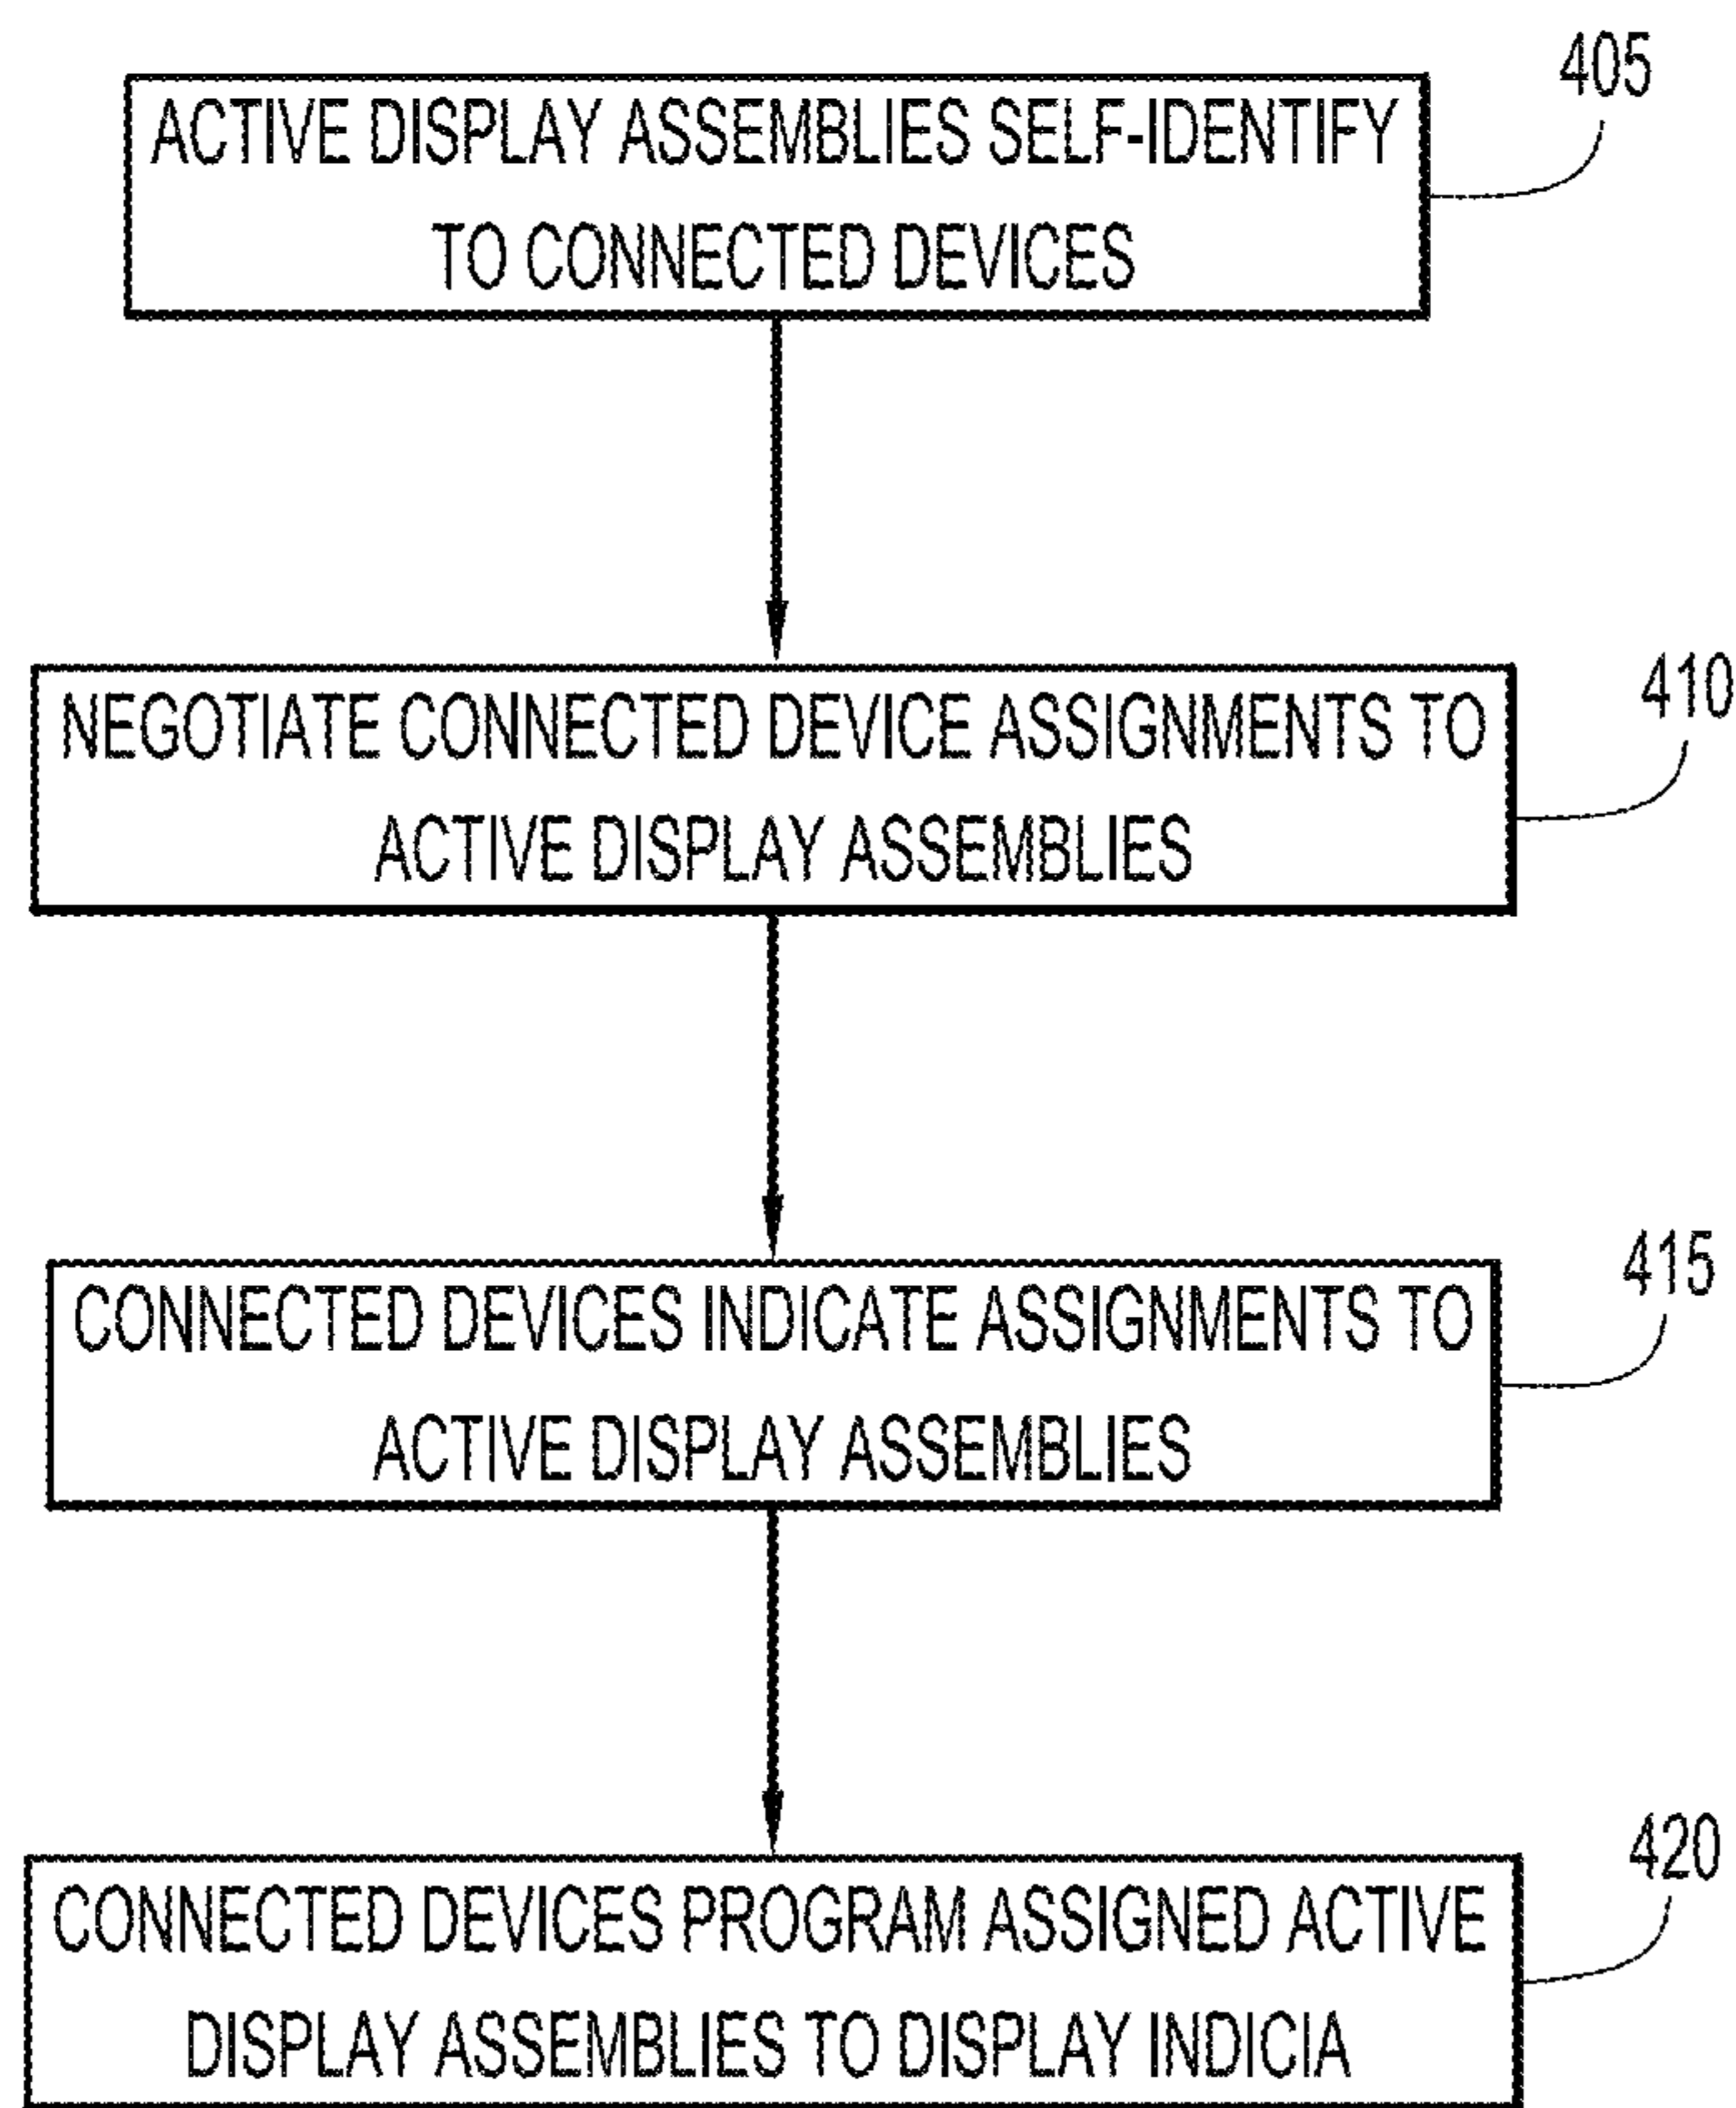 405
ACTIVE DISPLAY ASSEMBLIES SELF-IDENTIFY
TO CONNECTED DEVICES
410
NEGOTIATE CONNECTED DEVICE ASSIGNMENTS TO
ACTIVE DISPLAY ASSEMBLIES
415
CONNECTED DEVICES INDICATE ASSIGNMENTS TO
ACTIVE DISPLAY ASSEMBLIES
420
CONNECTED DEVICES PROGRAM ASSIGNED ACTIVE
DISPLAY ASSEMBLIES TO DISPLAY INDICIA